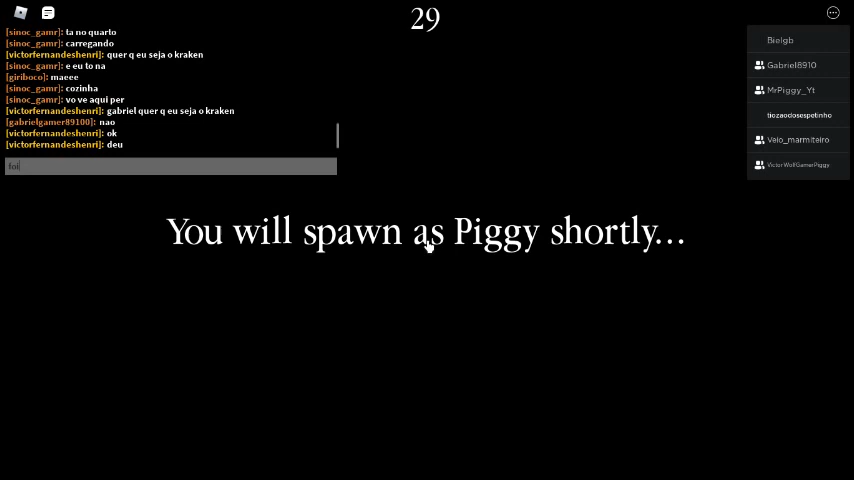 29
[sinoc_gamr]: ta no quarto
[sinoc_gamr]: carregando
[victorfernandeshenri]: quer q eu seja o kraken
[sinoc_gamr]: e eu to na
[giriboco]: maeee
[sinoc_gamr]: cozinha
[sinoc_gamr]: vo ve aqui per
[victorfernandeshenri]: gabriel quer q eu seja o kraken
[gabrielgamer89100]: nao
[victorfernandeshenri]: ok
[victorfernandeshenri]: deu
foi
Bielgb
Gabriel8910
MrPiggy_Yt
tiozaodosespetinho
Veio_marmiteiro
VictorWolfGamerPiggy
You will spawn as Piggy shortly...